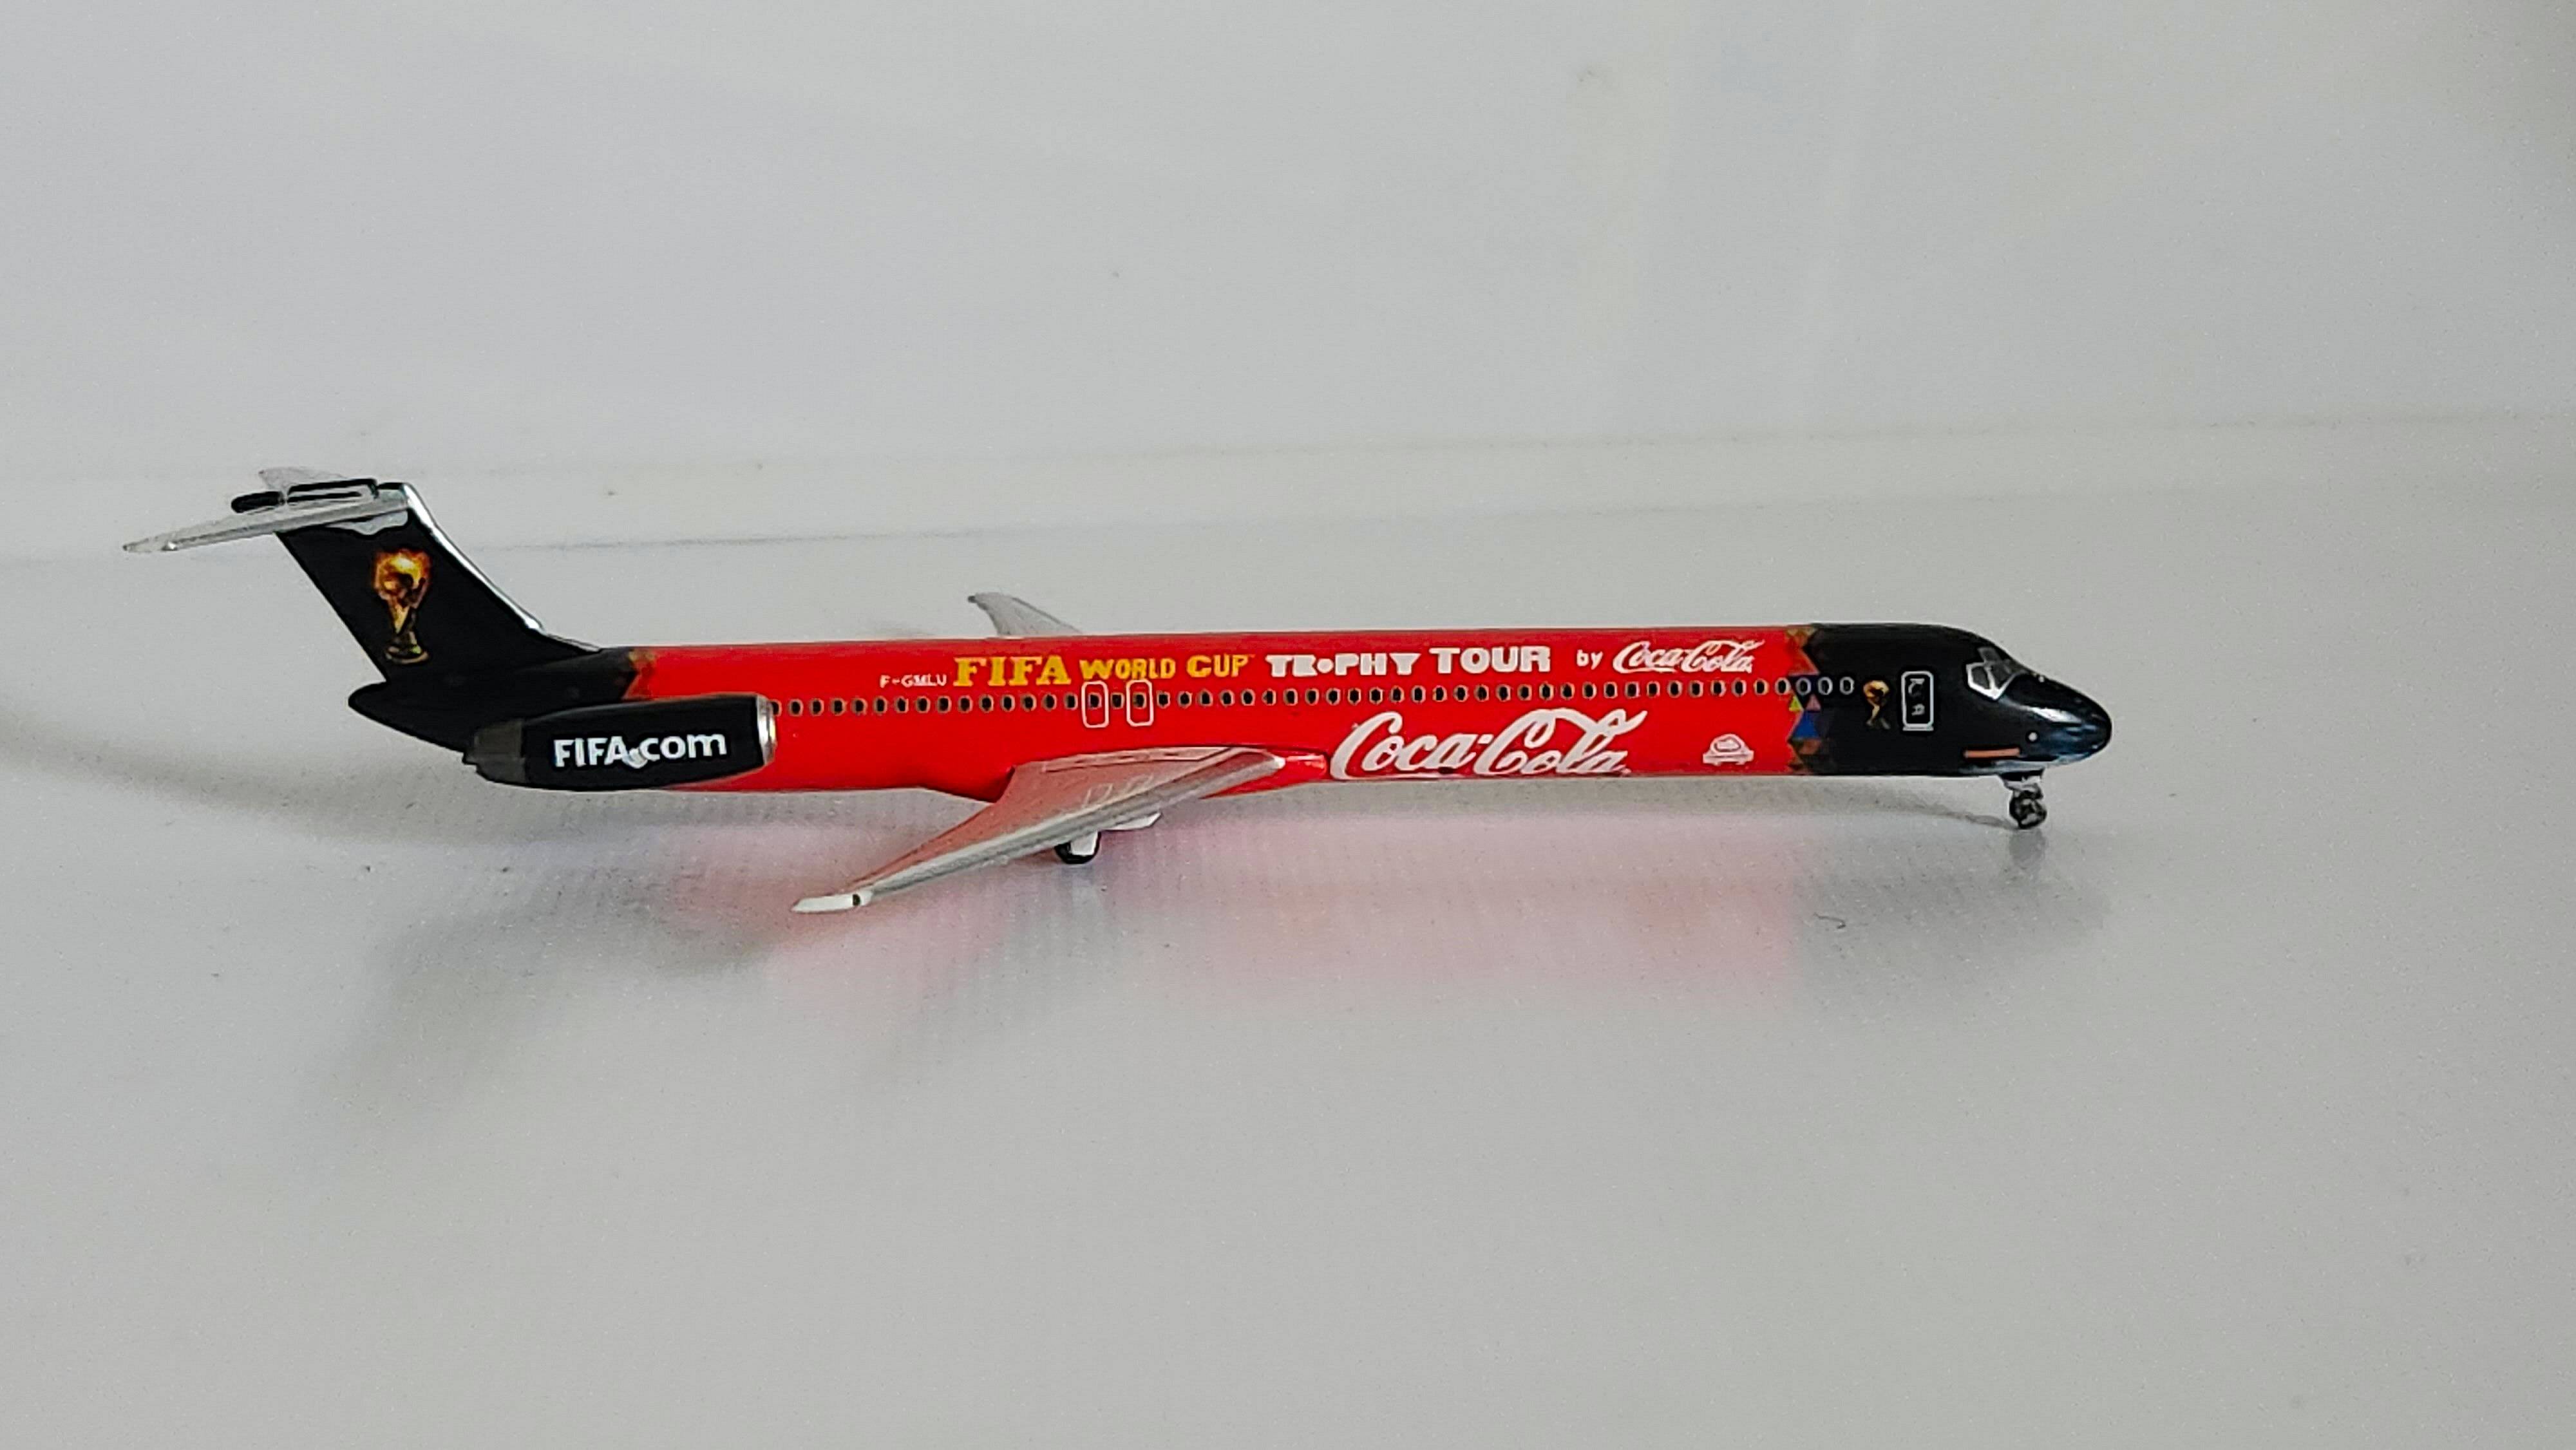 F-GMLU FIFA WORLD CUP TROPHY TOUR by Coca-Cola
Coca-Cola
FIFA.com